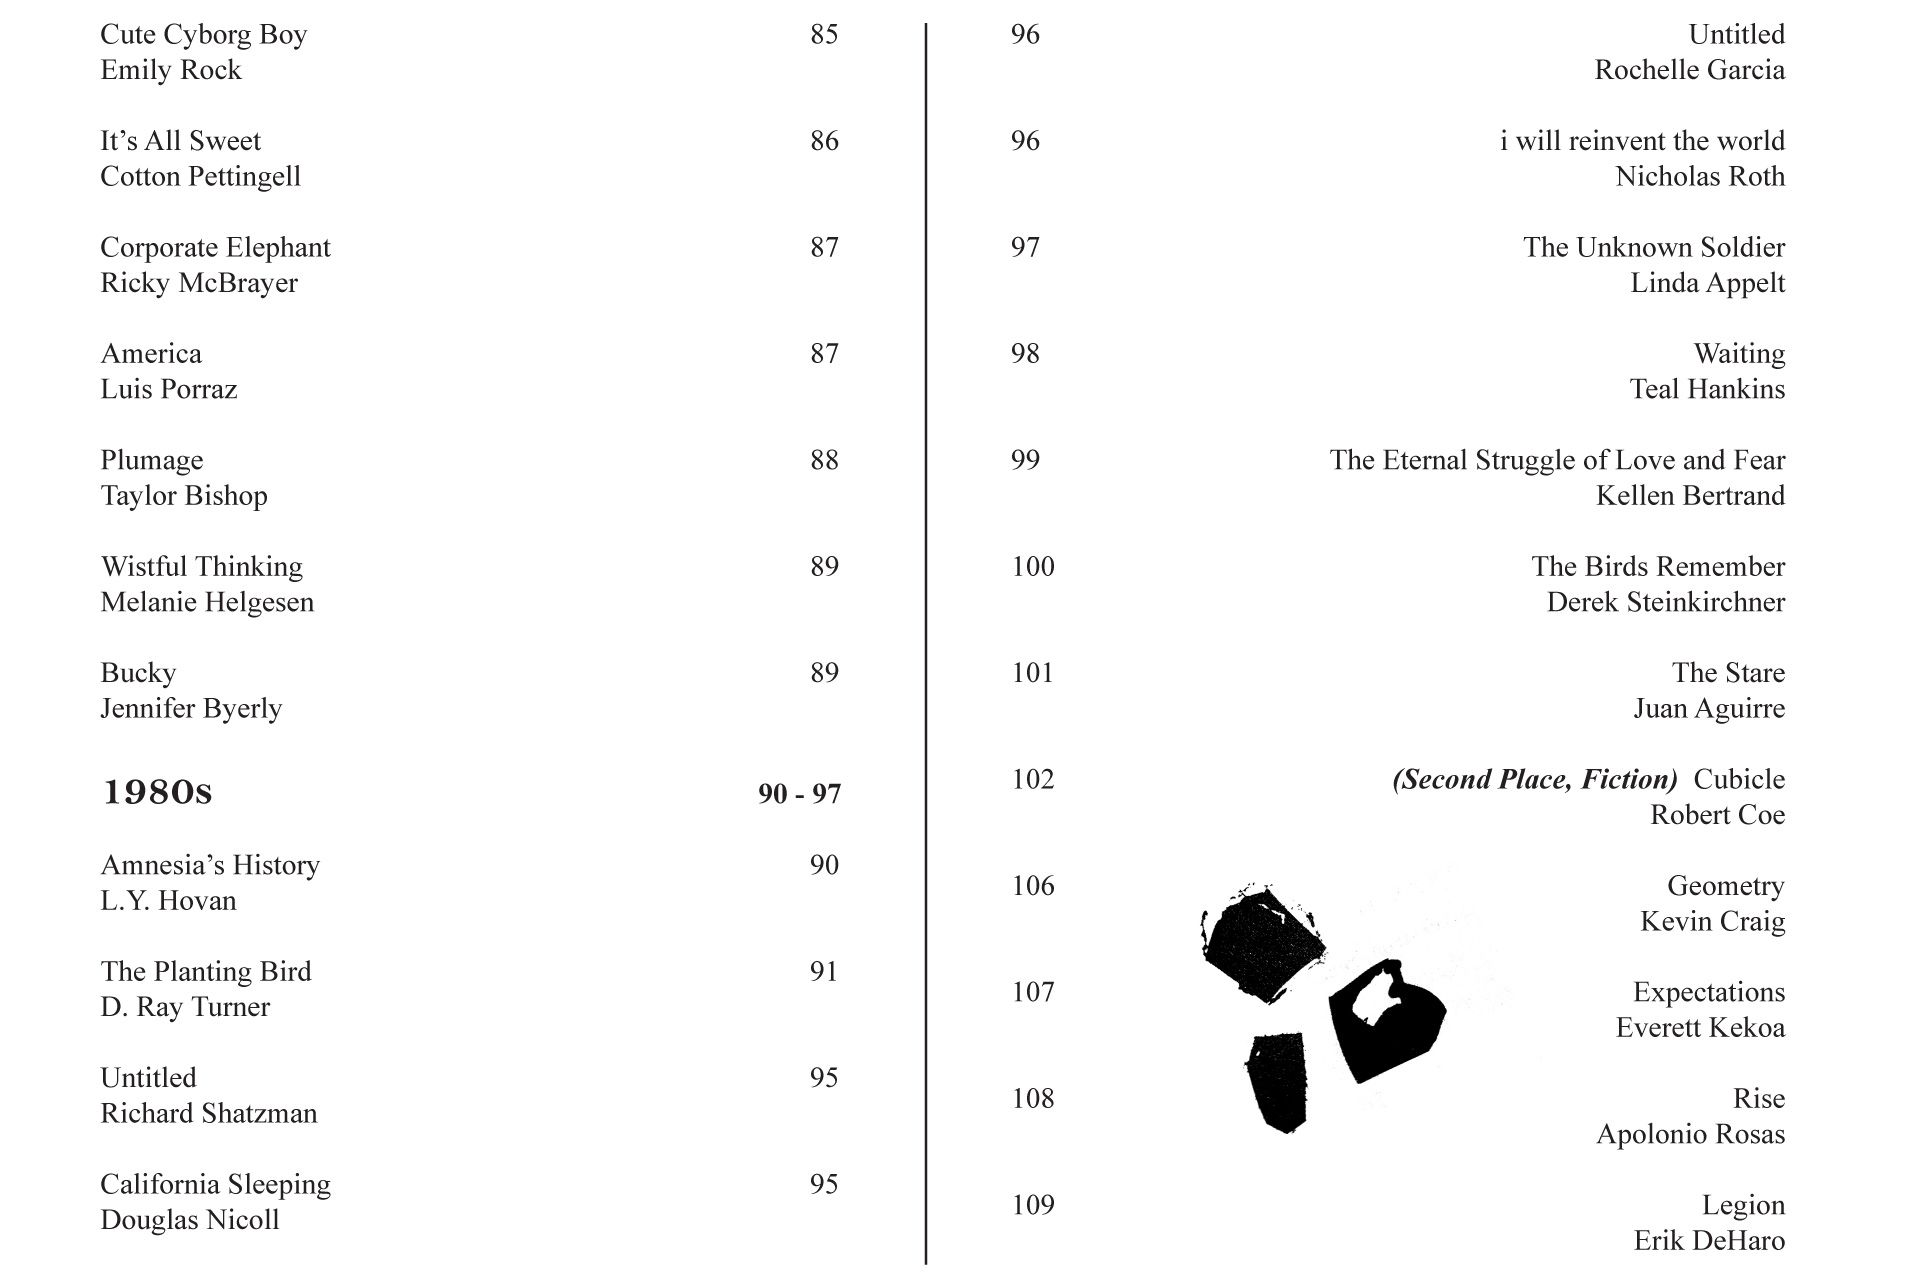 Cute Cyborg Boy 85
Emily Rock
It’s All Sweet 86
Cotton Pettingell
Corporate Elephant 87
Ricky McBrayer
America 87
Luis Porraz
Plumage 88
Taylor Bishop
Wistful Thinking 89
Melanie Helgesen
Bucky 89
Jennifer Byerly
1980s 90 - 97
Amnesia’s History 90
L.Y. Hovan
The Planting Bird 91
D. Ray Turner
Untitled 95
Richard Shatzman
California Sleeping 95
Douglas Nicoll
96 Untitled
Rochelle Garcia
96 i will reinvent the world
Nicholas Roth
97 The Unknown Soldier
Linda Appelt
98 Waiting
Teal Hankins
99 The Eternal Struggle of Love and Fear
Kellen Bertrand
100 The Birds Remember
Derek Steinkirchner
101 The Stare
Juan Aguirre
102 (Second Place, Fiction) Cubicle
Robert Coe
106 Geometry
Kevin Craig
107 Expectations
Everett Kekoa
108 Rise
Apolonio Rosas
109 Legion
Erik DeHaro